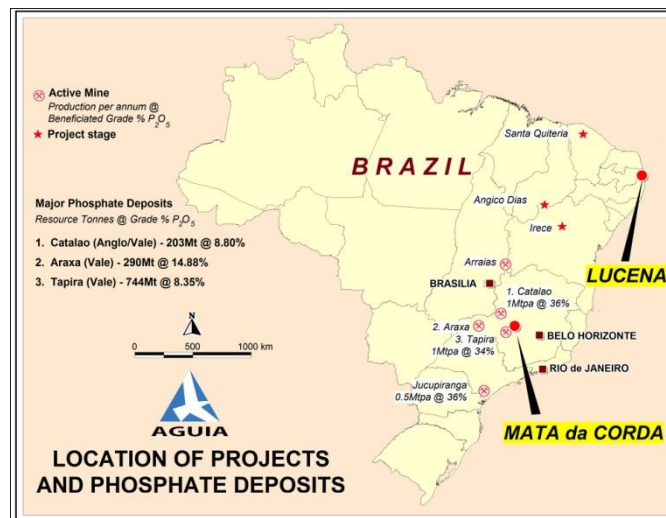 Active Mine
Production per annum @
Beneficiated Grade % P2O5
Project stage
Major Phosphate Deposits
Resource Tonnes @ Grade % P2O5
1. Catalao (Anglo/Vale) - 203Mt @ 8.80%
2. Araxa (Vale) - 290Mt @ 14.88%
3. Tapira (Vale) - 744Mt @ 8.35%
N
0 500 1000 km
AGUIA
LOCATION OF PROJECTS
AND PHOSPHATE DEPOSITS
BRAZIL
Santa Quiteria
Angico Dias
Irece
LUCENA
Arraias
BRASILIA
1. Catalao
1Mtpa @ 36%
2. Araxa
3. Tapira
1Mtpa @ 34%
BELO HORIZONTE
RIO de JANEIRO
Jucupiranga
0.5Mtpa @ 36%
MATA da CORDA